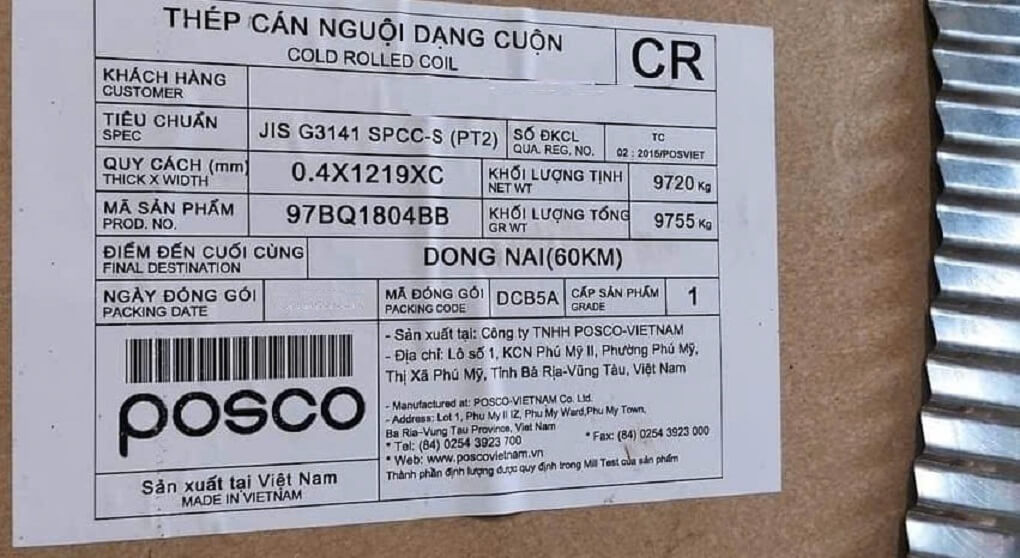 THÉP CÁN NGUỘI DẠNG CUỘN
COLD ROLLED COIL
CR
KHÁCH HÀNG
CUSTOMER
TIÊU CHUẨN
SPEC
JIS G3141 SPCC-S (PT2)
SỐ ĐKCL
QUA. REG, NO.
TC
02 : 2016/POSVIET
QUY CÁCH (mm)
THICK X WIDTH
0.4X1219XC
KHỐI LƯỢNG TỊNH
NET WT
9720 Kg
MÃ SẢN PHẨM
PROD. NO.
97BQ1804BB
KHỐI LƯỢNG TỔNG
GR WT
9755 Kg
ĐIỂM ĐẾN CUỐI CÙNG
FINAL DESTINATION
DONG NAI(60KM)
NGÀY ĐÓNG GÓI
PACKING DATE
MÃ ĐÓNG GÓI
PACKING CODE
DCB5A
CẤP SẢN PHẨM
GRADE
1
posco
Sản xuất tại Việt Nam
MADE IN VIETNAM
- Sản xuất tại: Công ty TNHH POSCO-VIETNAM
- Địa chỉ: Lô số 1, KCN Phú Mỹ II, Phường Phú Mỹ,
Thị Xã Phú Mỹ, Tỉnh Bà Rịa-Vũng Tàu, Việt Nam
- Manufactured at: POSCO-VIETNAM Co. Ltd.
- Address: Lot 1, Phu My II IZ, Phu My Ward,Phu My Town,
Ba Ria-Vung Tau Province, Viet Nam
* Tel: (84) 0254 3923 700 * Fax: (84) 0254 3923 000
* Web: www.poscovietnam.vn
Thành phần định lượng được quy định trong Mill Test của sản phẩm